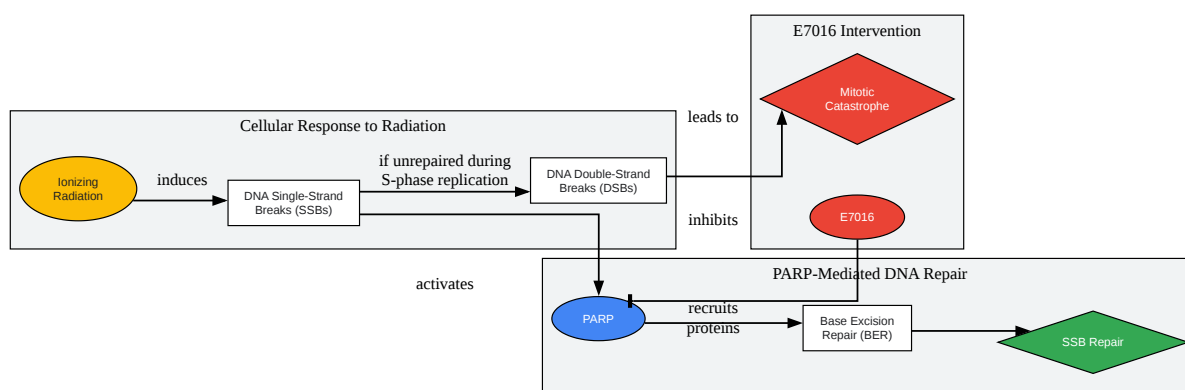 E7016 Intervention
Mitotic
Catastrophe
leads to
Cellular Response to Radiation
Ionizing
Radiation
induces
DNA Single-Strand
Breaks (SSBs)
if unrepaired during
S-phase replication
DNA Double-Strand
Breaks (DSBs)
inhibits
E7016
activates
PARP-Mediated DNA Repair
PARP
recruits
proteins
Base Excision
Repair (BER)
SSB Repair